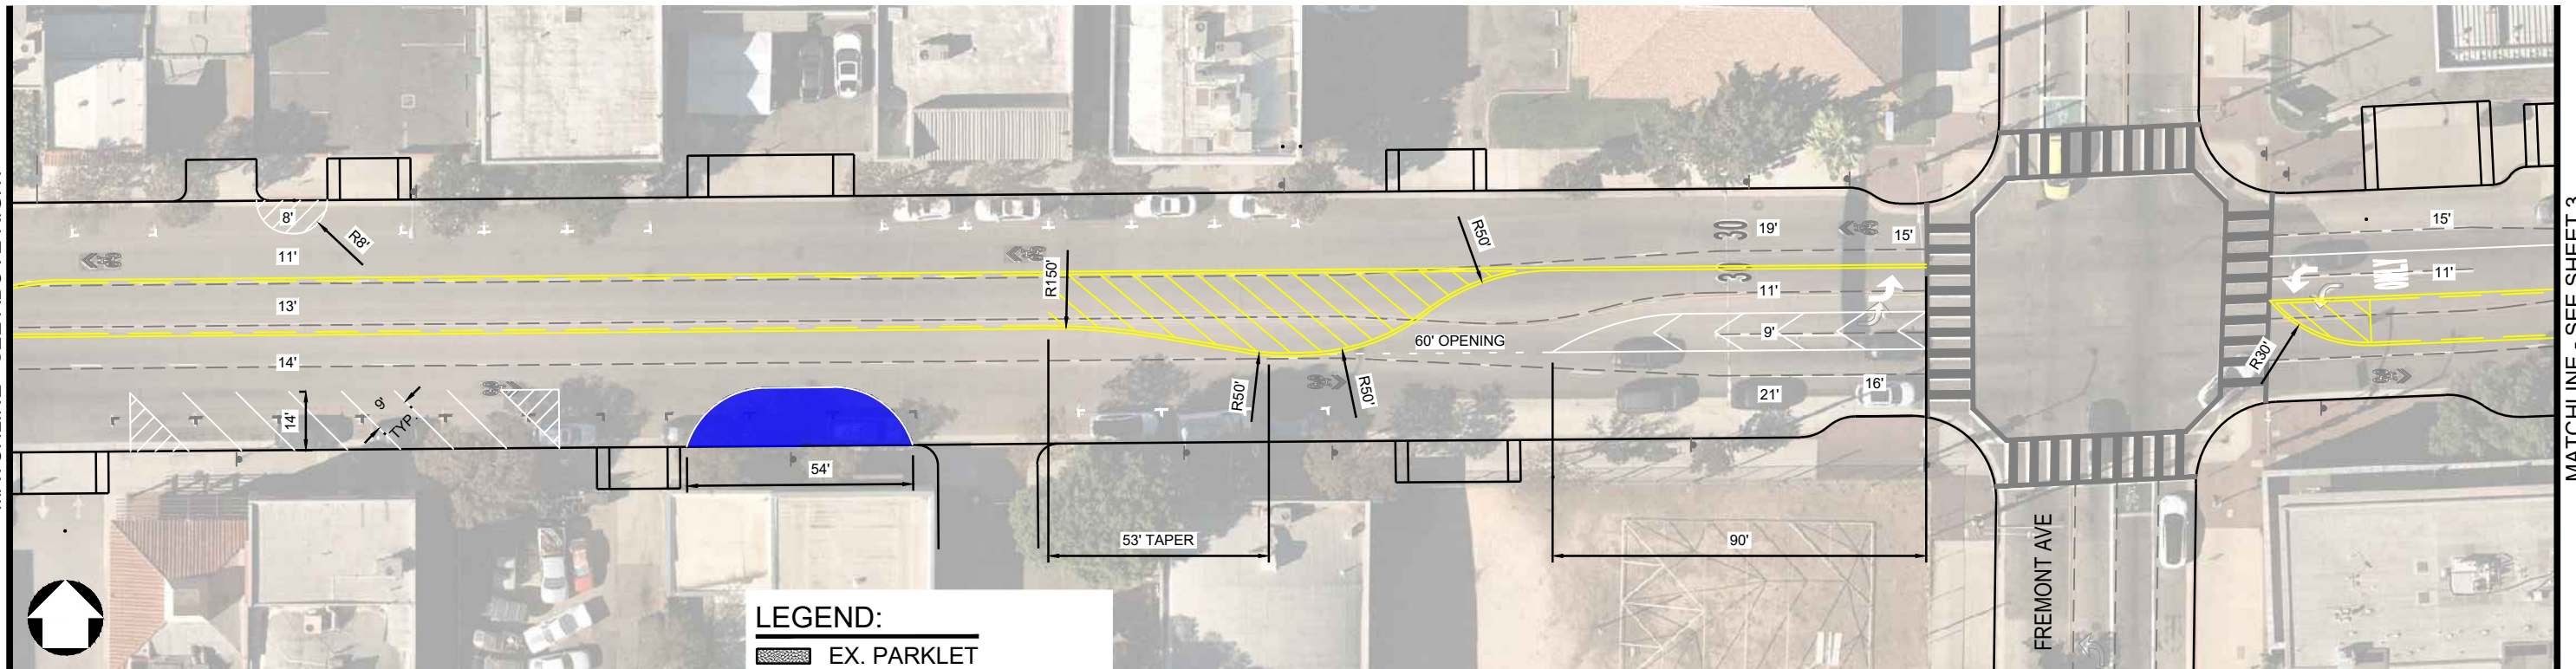 8'
R8'
11'
13'
14'
14'
9'
TYP.
54'
R150'
R50'
R50'
R50'
53' TAPER
60' OPENING
30
30
19'
15'
11'
9'
21'
16'
90'
R30'
15'
11'
FREMONT AVE
MATCHLINE - SEE SHEET 3
LEGEND:
EX. PARKLET